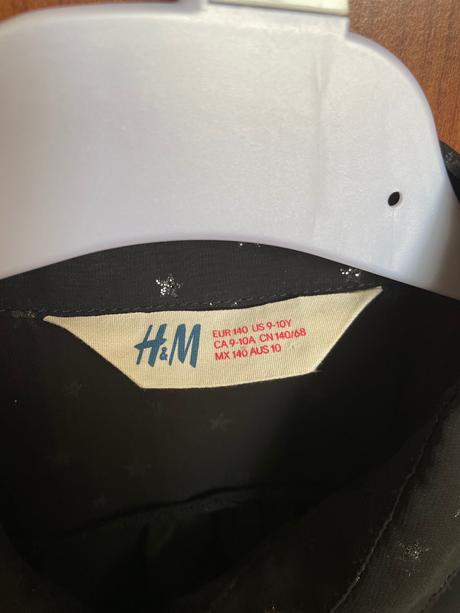 H&M
EUR 140 US 9-10Y
CA 9-10A CN 140/68
MX 140 AUS 10